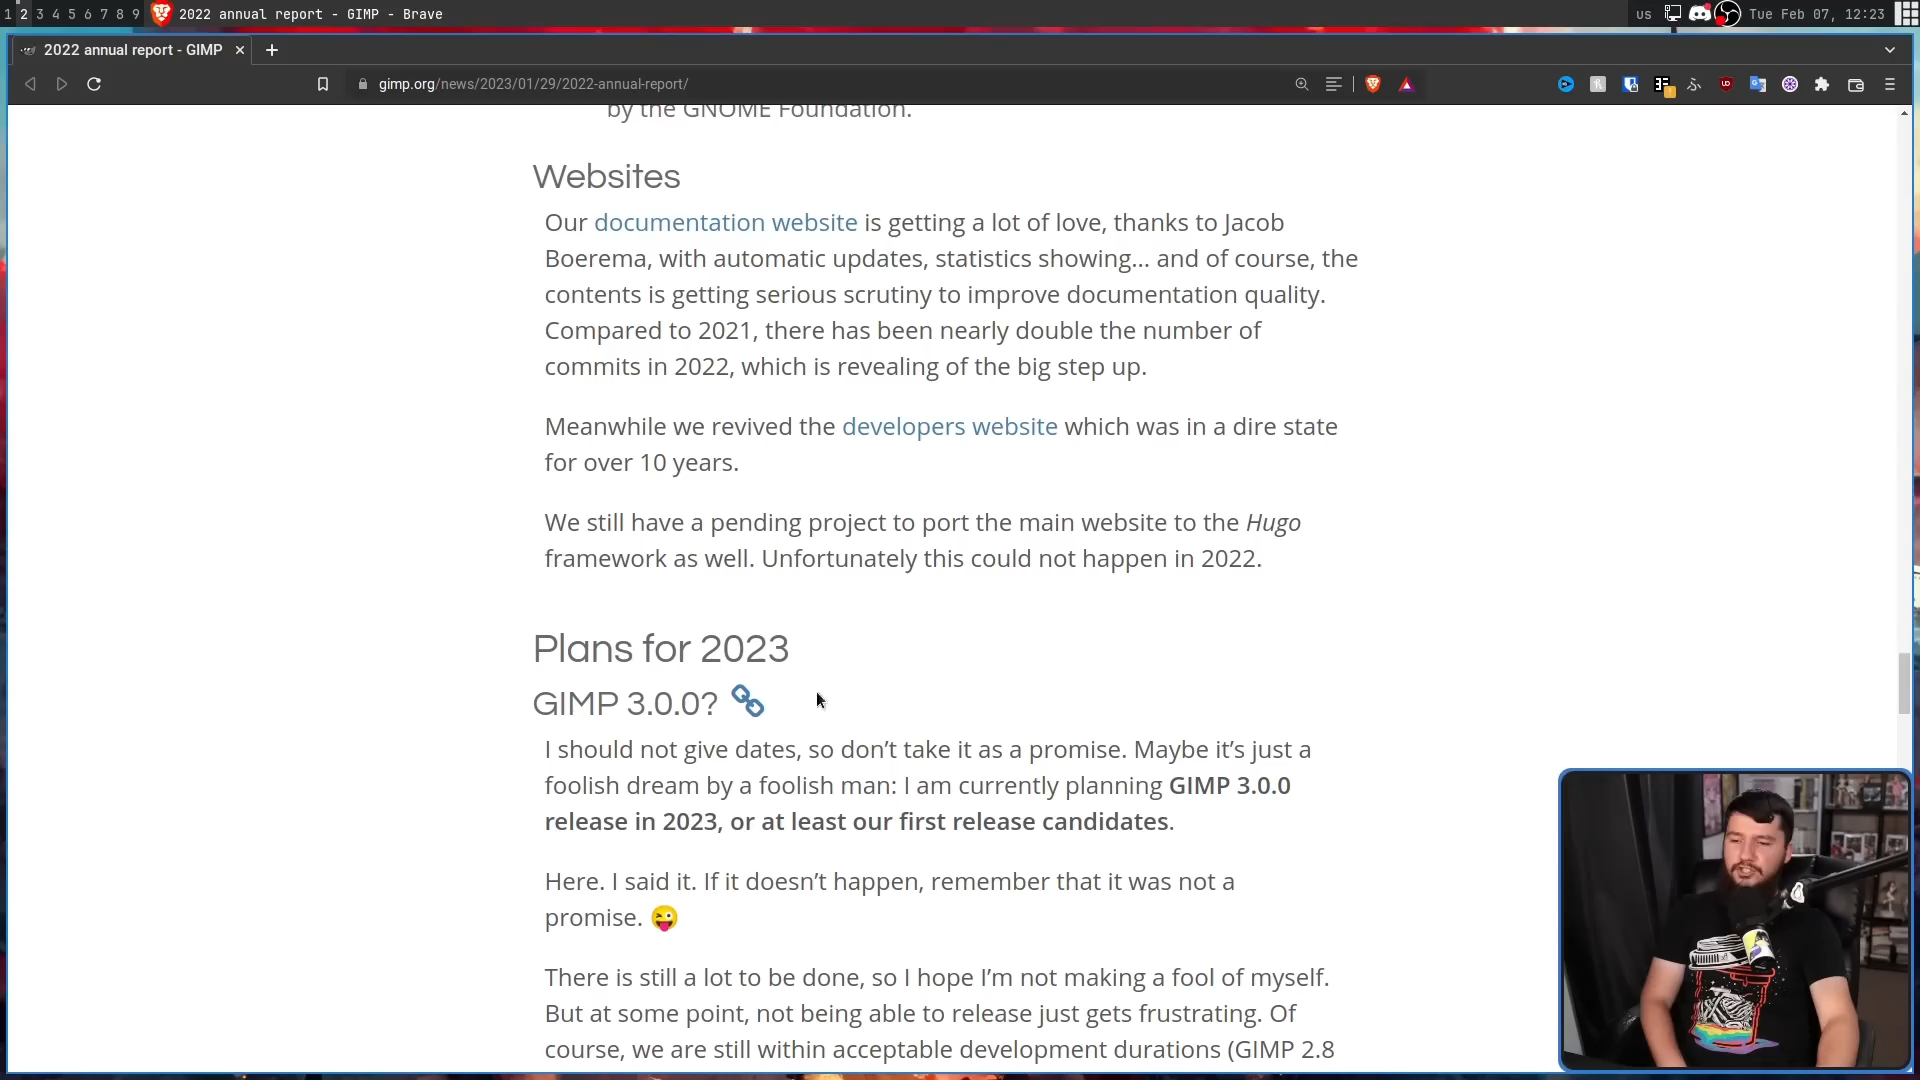 1 2 3 4 5 6 7 8 9 2022 annual report - GIMP - Brave
us Tue Feb 07, 12:23
2022 annual report - GIMP
gimp.org/news/2023/01/29/2022-annual-report/
by the GNOME Foundation.
Websites
Our documentation website is getting a lot of love, thanks to Jacob
Boerema, with automatic updates, statistics showing… and of course, the
contents is getting serious scrutiny to improve documentation quality.
Compared to 2021, there has been nearly double the number of
commits in 2022, which is revealing of the big step up.
Meanwhile we revived the developers website which was in a dire state
for over 10 years.
We still have a pending project to port the main website to the Hugo
framework as well. Unfortunately this could not happen in 2022.
Plans for 2023
GIMP 3.0.0?
I should not give dates, so don’t take it as a promise. Maybe it’s just a
foolish dream by a foolish man: I am currently planning GIMP 3.0.0
release in 2023, or at least our first release candidates.
Here. I said it. If it doesn’t happen, remember that it was not a
promise. 😜
There is still a lot to be done, so I hope I’m not making a fool of myself.
But at some point, not being able to release just gets frustrating. Of
course, we are still within acceptable development durations (GIMP 2.8